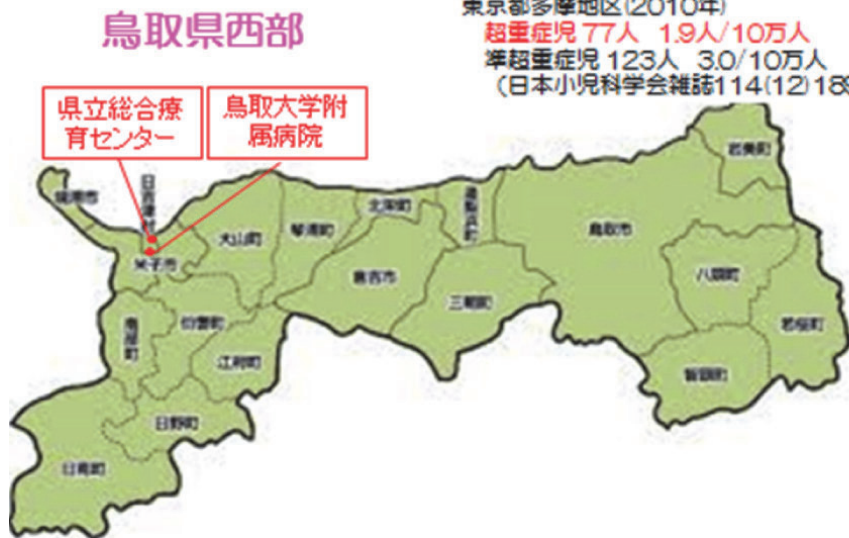 鳥取県西部
東京都多摩地区(2010年)
超重症児 77人 1.9人/10万人
準超重症児 123人 3.0/10万人
(日本小児科学会雑誌114(12)189
県立総合療
育センター
鳥取大学附
属病院
岩美町
境港市
日吉津村
大山町
琴浦町
北栄町
湯梨浜町
鳥取市
米子市
倉吉市
八頭町
三朝町
若桜町
南部町
伯耆町
江府町
智頭町
日野町
日南町